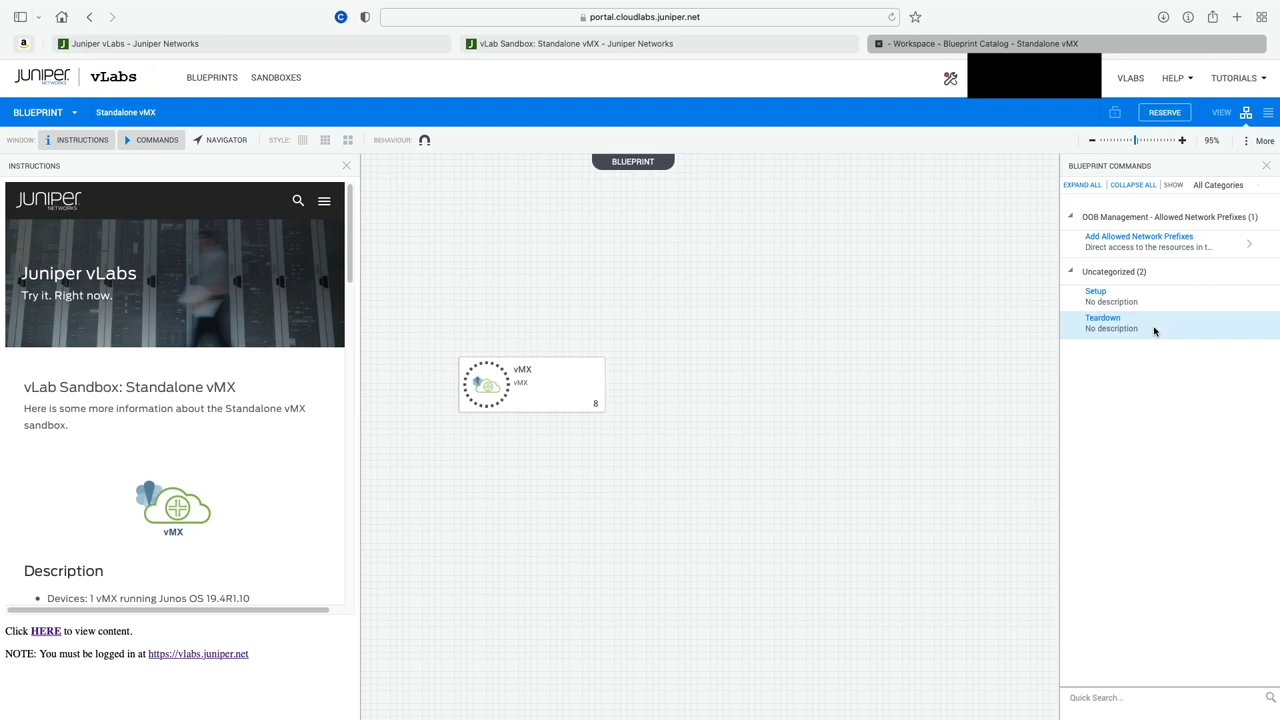 portal.cloudlabs.juniper.net
Juniper vLabs - Juniper Networks
vLab Sandbox: Standalone vMX - Juniper Networks
- Workspace - Blueprint Catalog - Standalone vMX
JUNIPER NETWORKS vLabs
BLUEPRINTS
SANDBOXES
VLABS
HELP
TUTORIALS
BLUEPRINT
Standalone vMX
RESERVE
VIEW
WINDOW:
INSTRUCTIONS
COMMANDS
NAVIGATOR
STYLE:
BEHAVIOUR:
95%
More
INSTRUCTIONS
JUNIPER NETWORKS
Juniper vLabs
Try it. Right now.
vLab Sandbox: Standalone vMX
Here is some more information about the Standalone vMX
sandbox.
vMX
Description
Devices: 1 vMX running Junos OS 19.4R1.10
Click HERE to view content.
NOTE: You must be logged in at https://vlabs.juniper.net
BLUEPRINT
vMX
vMX
8
BLUEPRINT COMMANDS
EXPAND ALL | COLLAPSE ALL | SHOW All Categories
OOB Management - Allowed Network Prefixes (1)
Add Allowed Network Prefixes
Direct access to the resources in t...
Uncategorized (2)
Setup
No description
Teardown
No description
Quick Search...